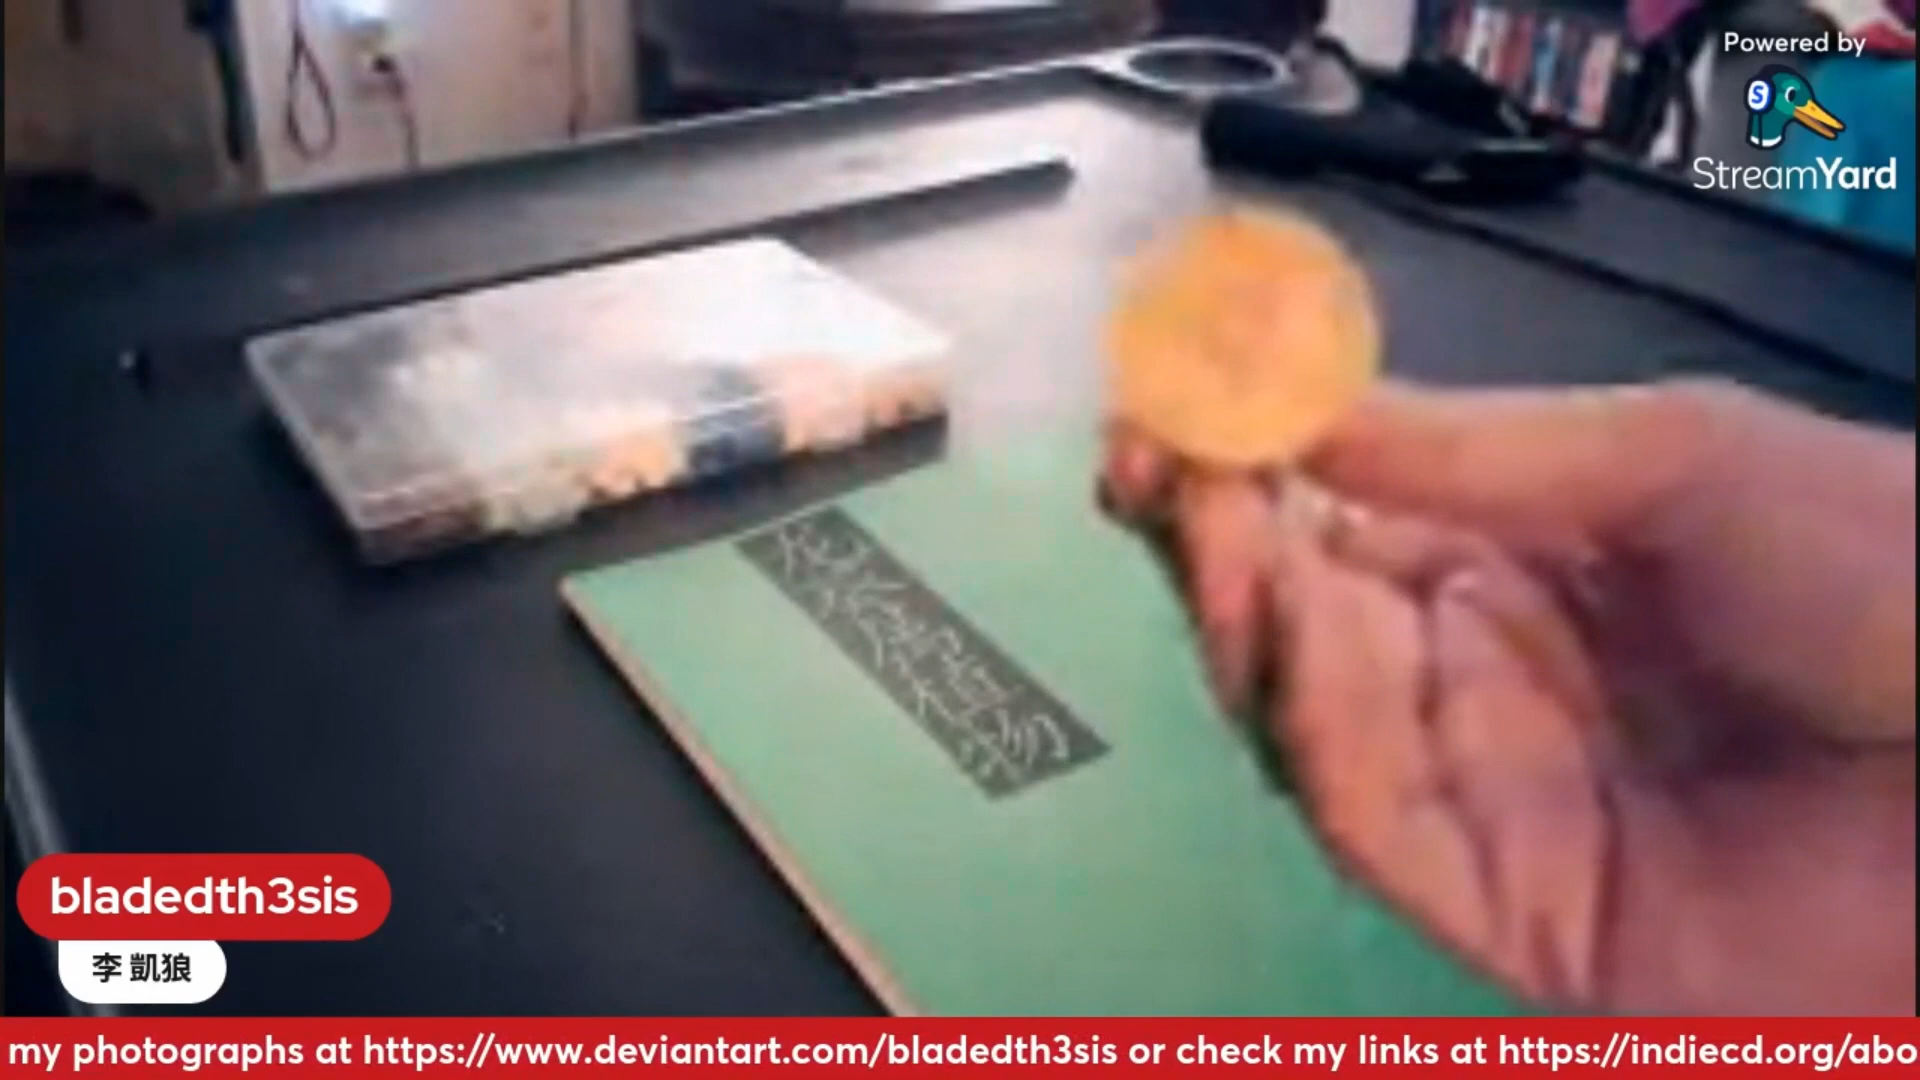 Powered by
S
StreamYard
bladedth3sis
李 凱狼
my photographs at https://www.deviantart.com/bladedth3sis or check my links at https://indiecd.org/abo